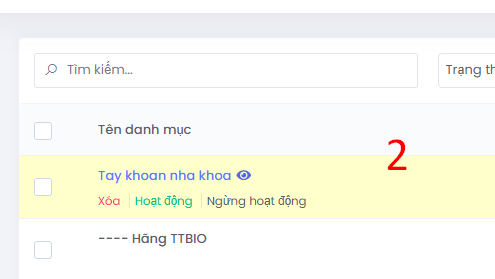 Tìm kiếm...
Trạng th
Tên danh mục
2
Tay khoan nha khoa
Xóa | Hoạt động | Ngừng hoạt động
---- Hãng TTBIO